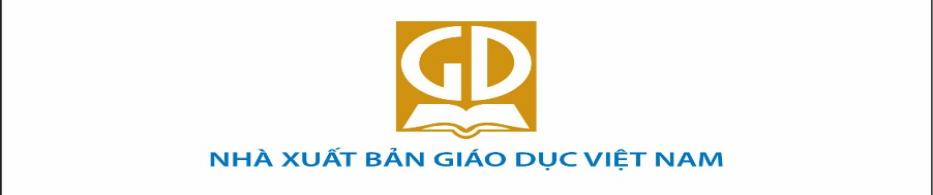 GD
NHÀ XUẤT BẢN GIÁO DỤC VIỆT NAM